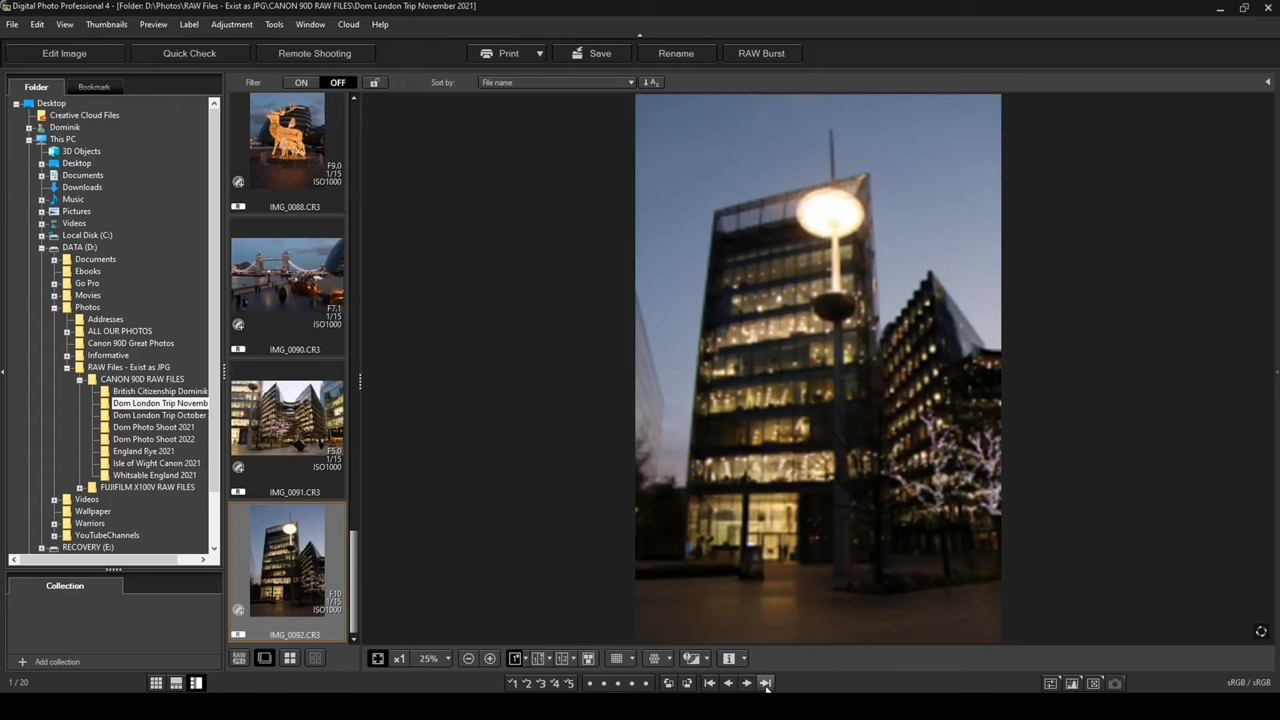 Digital Photo Professional 4 - [Folder: D:\Photos\RAW Files - Exist as JPG\CANON 90D RAW FILES\Dom London Trip November 2021]
File Edit View Thumbnails Preview Label Adjustment Tools Window Cloud Help
Edit Image Quick Check Remote Shooting Print Save Rename RAW Burst
Folder Bookmark Filter ON OFF Sort by: File name
Desktop
Creative Cloud Files
Dominik
This PC
3D Objects
Desktop
Documents
Downloads
Music
Pictures
Videos
Local Disk (C:)
DATA (D:)
Documents
Ebooks
Go Pro
Movies
Photos
Addresses
ALL OUR PHOTOS
Canon 90D Great Photos
Informative
RAW Files - Exist as JPG
CANON 90D RAW FILES
British Citizenship Dominik
Dom London Trip Novemb
Dom London Trip October
Dom Photo Shoot 2021
Dom Photo Shoot 2022
England Rye 2021
Isle of Wight Canon 2021
Whitsable England 2021
FUJIFILM X100V RAW FILES
Videos
Wallpaper
Warriors
YouTubeChannels
RECOVERY (E:)
Collection
Add collection
F9.0
1/15
ISO1000
R IMG_0088.CR3
F7.1
1/15
ISO1000
R IMG_0090.CR3
F5.0
1/15
ISO1000
R IMG_0091.CR3
F10
1/15
ISO1000
R IMG_0092.CR3
RAW x1 25%
1 / 20 1 2 3 4 5 sRGB / sRGB